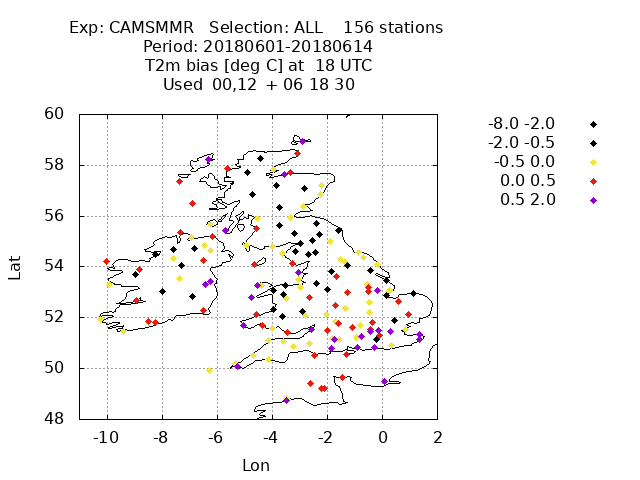 Exp: CAMSMMR Selection: ALL 156 stations
Period: 20180601-20180614
T2m bias [deg C] at 18 UTC
Used 00,12 + 06 18 30
-8.0 -2.0
-2.0 -0.5
-0.5 0.0
0.0 0.5
0.5 2.0
60
58
56
54
52
50
48
Lat
-10 -8 -6 -4 -2 0 2
Lon